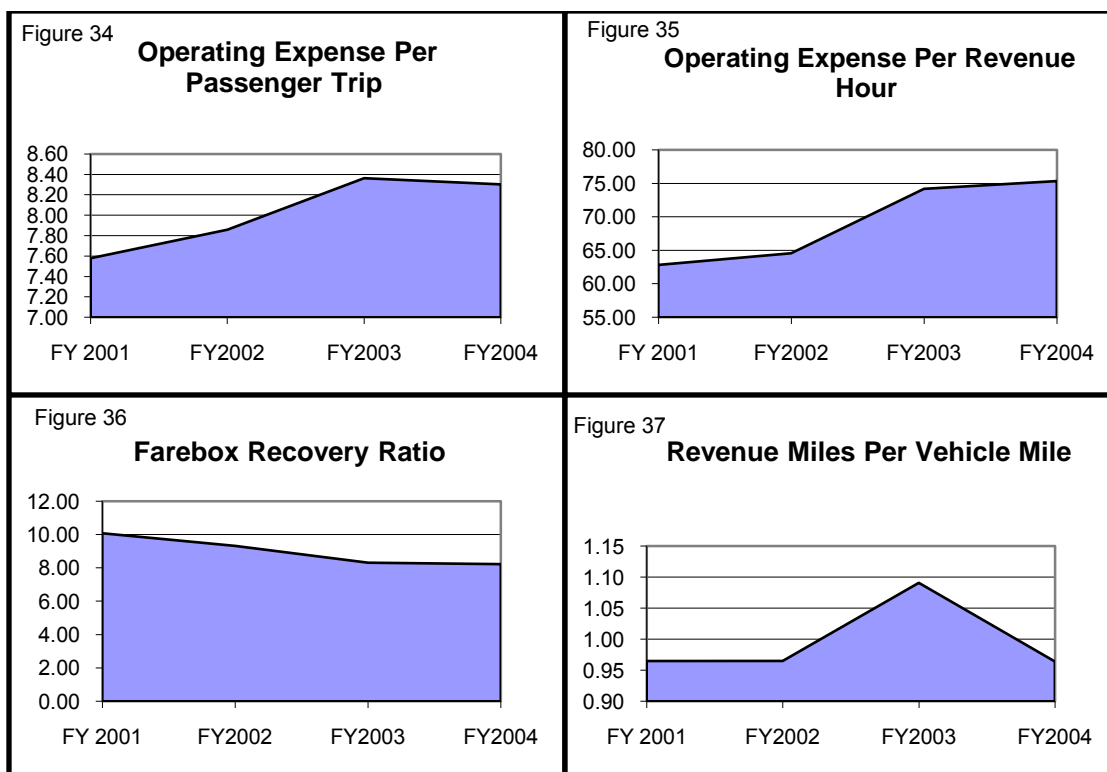 Figure 34
Operating Expense Per
Passenger Trip
8.60
8.40
8.20
8.00
7.80
7.60
7.40
7.20
7.00
FY 2001 FY2002 FY2003 FY2004
Figure 35
Operating Expense Per Revenue
Hour
80.00
75.00
70.00
65.00
60.00
55.00
FY 2001 FY2002 FY2003 FY2004
Figure 36
Farebox Recovery Ratio
12.00
10.00
8.00
6.00
4.00
2.00
0.00
FY 2001 FY2002 FY2003 FY2004
Figure 37
Revenue Miles Per Vehicle Mile
1.15
1.10
1.05
1.00
0.95
0.90
FY 2001 FY2002 FY2003 FY2004